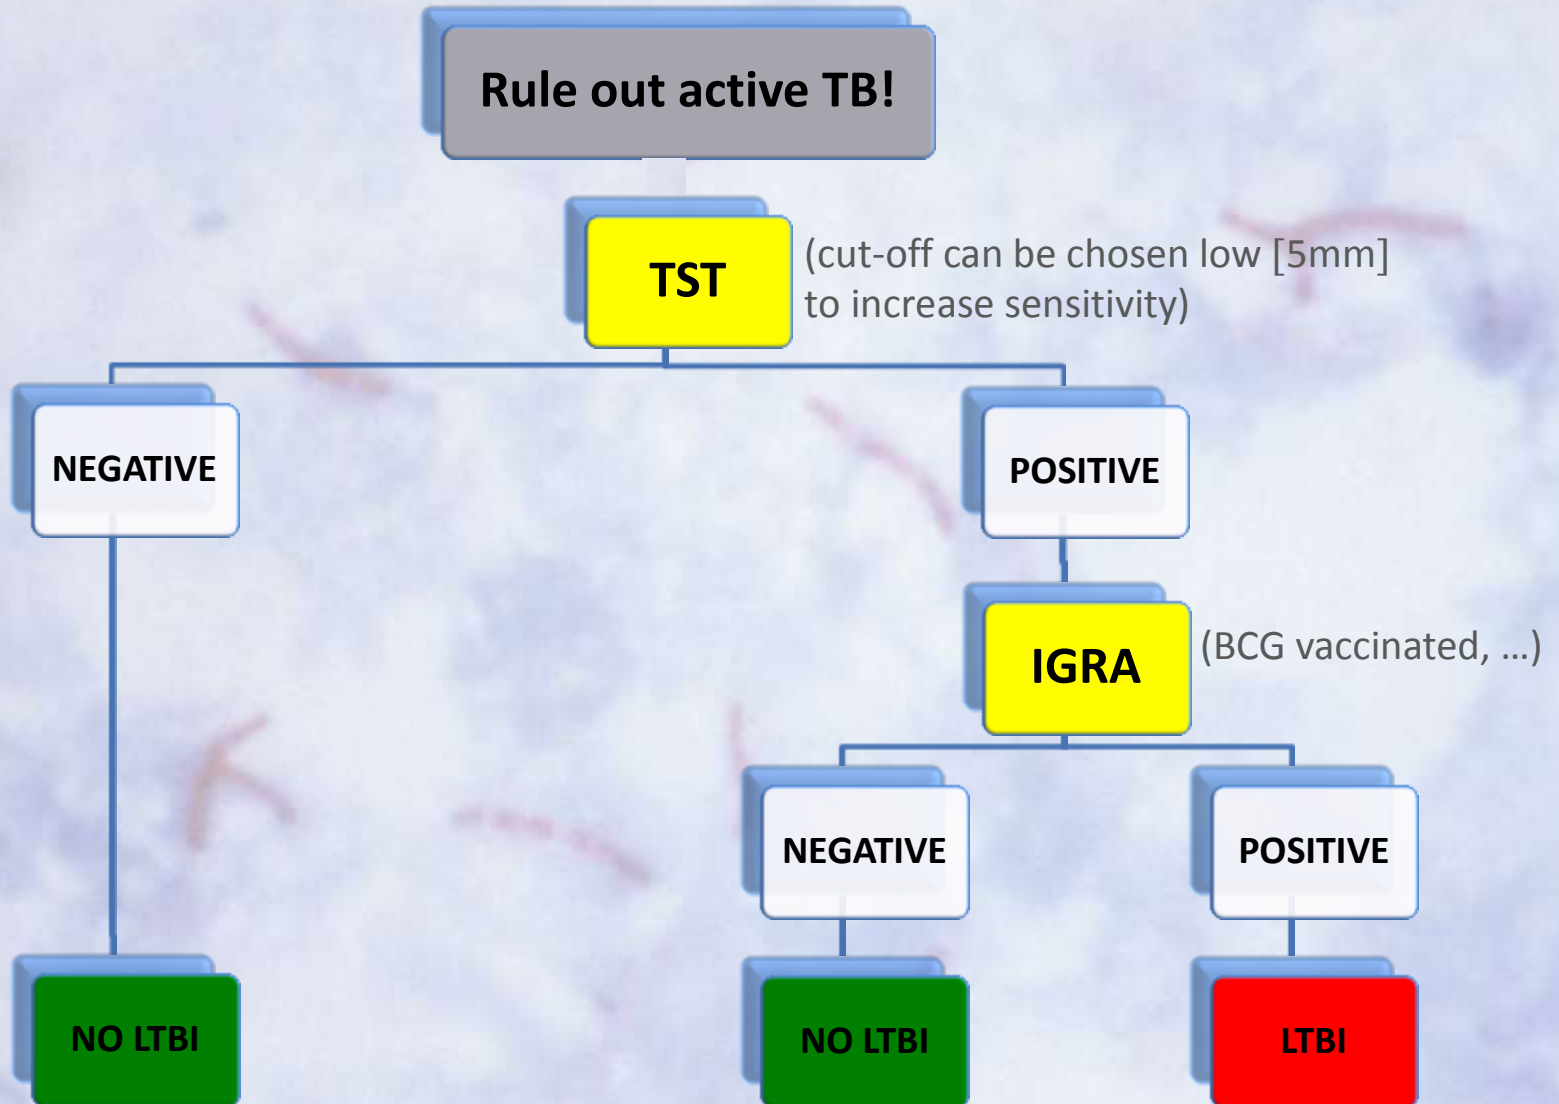 Rule out active TB!
TST
(cut-off can be chosen low [5mm]
to increase sensitivity)
NEGATIVE
POSITIVE
IGRA
(BCG vaccinated, ...)
NEGATIVE
POSITIVE
NO LTBI
NO LTBI
LTBI